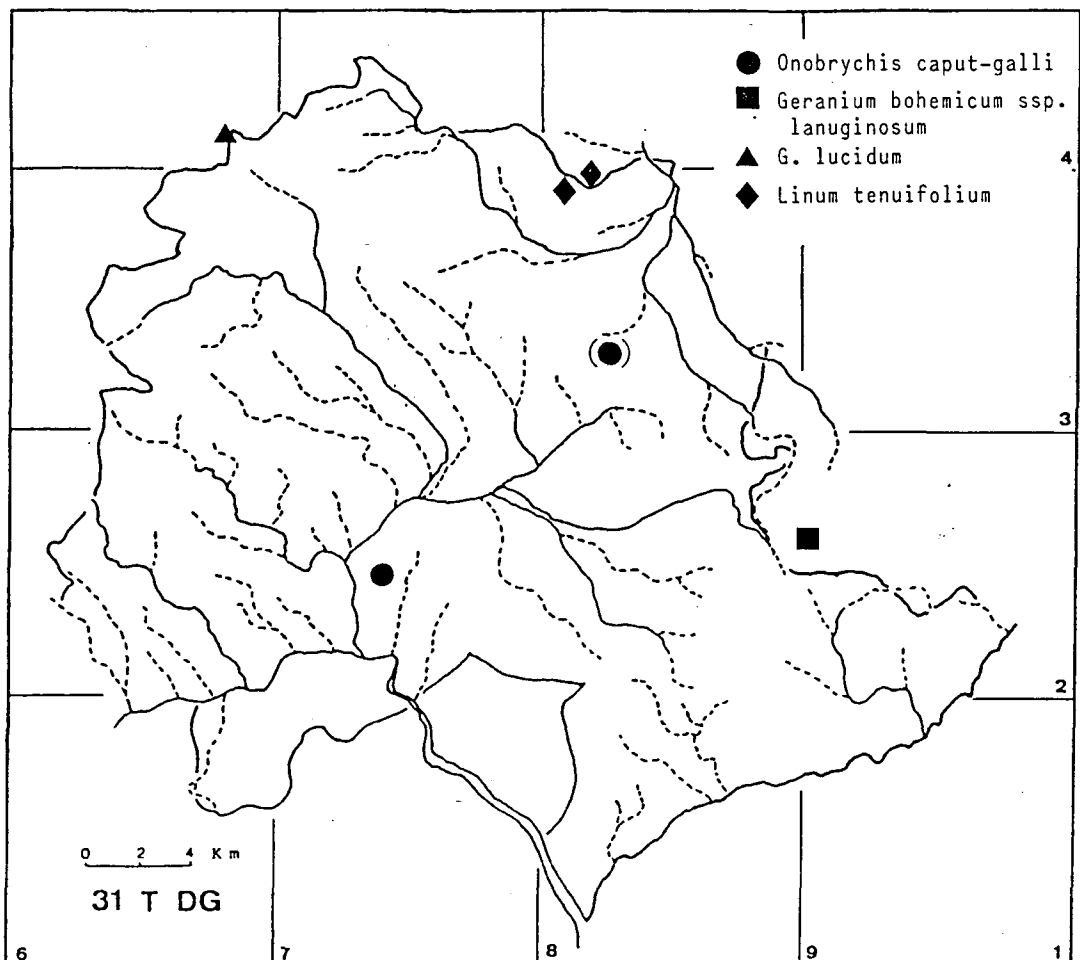 Onobrychis caput-galli
Geranium bohemicum ssp.
lanuginosum
G. lucidum
Linum tenuifolium
4
3
2
0 2 4 Km
31 T DG
6 7 8 9 1